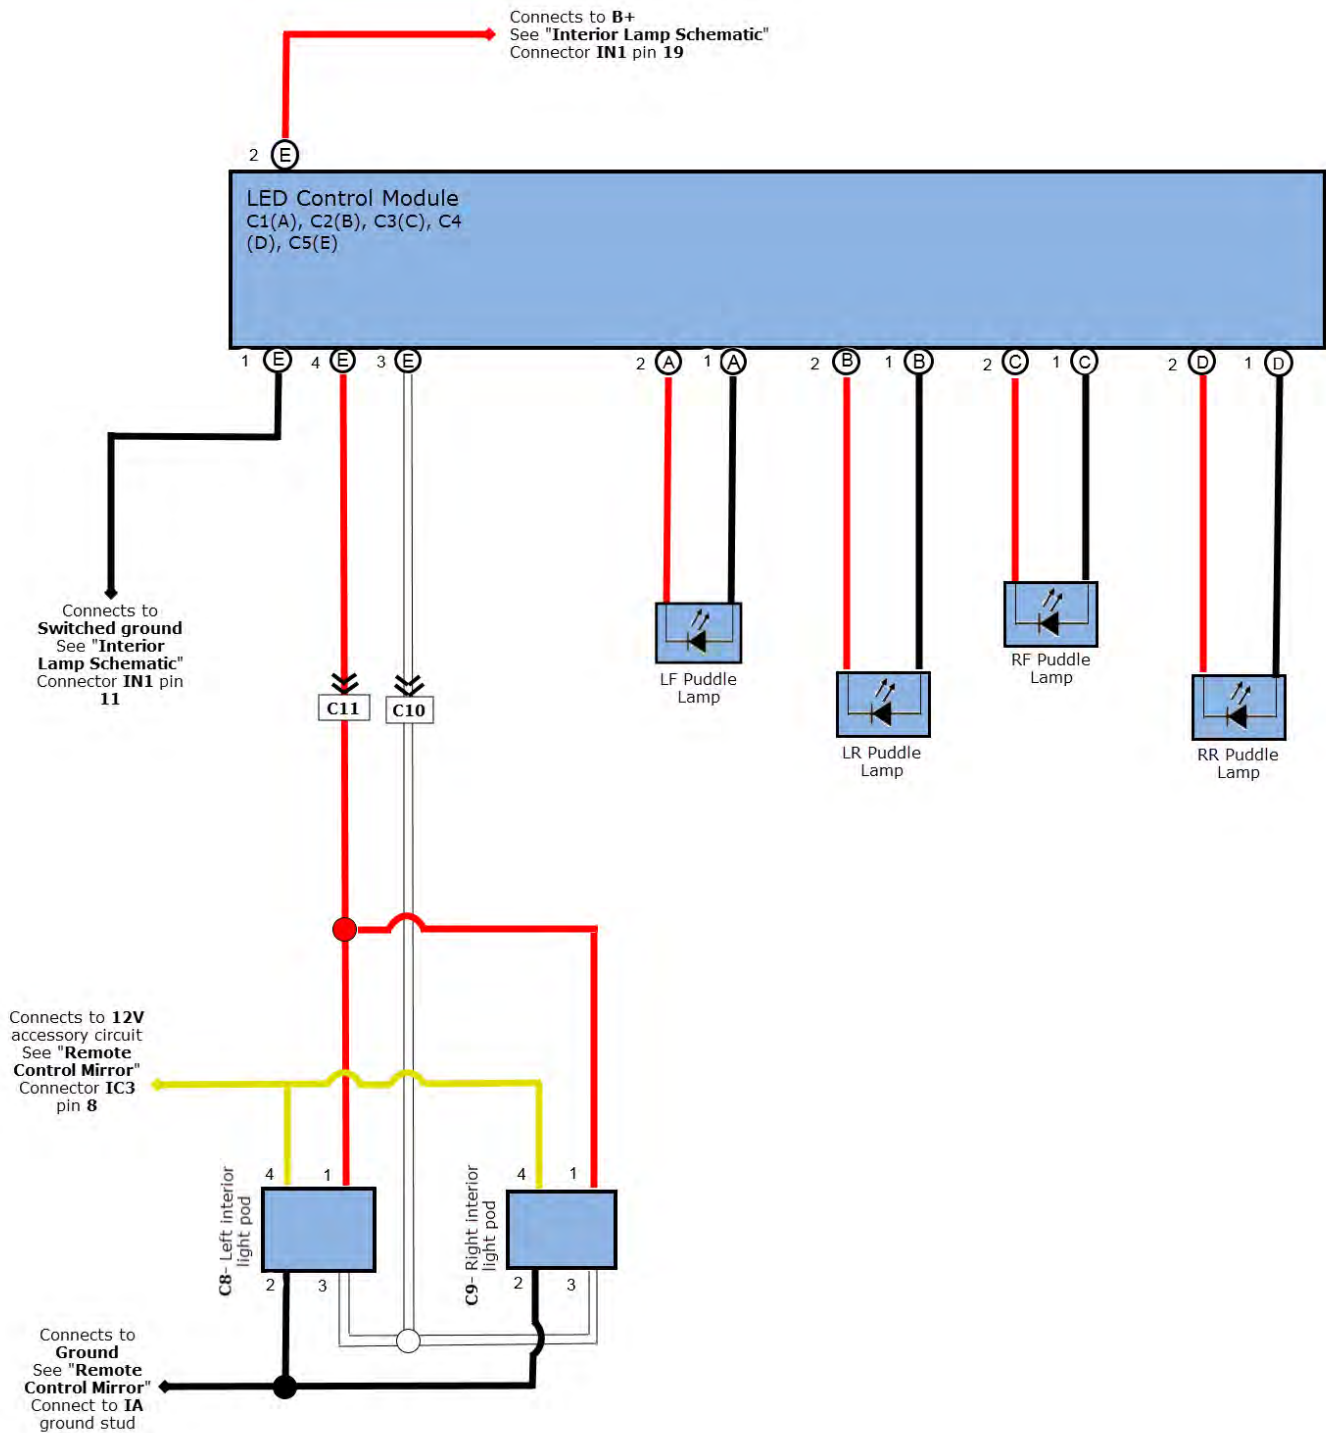 Connects to B+
See "Interior Lamp Schematic"
Connector IN1 pin 19
2 E
LED Control Module
C1(A), C2(B), C3(C), C4
(D), C5(E)
1 E 4 E 3 E 2 A 1 A 2 B 1 B 2 C 1 C 2 D 1 D
Connects to
Switched ground
See "Interior
Lamp Schematic"
Connector IN1 pin
11
C11
C10
LF Puddle
Lamp
LR Puddle
Lamp
RF Puddle
Lamp
RR Puddle
Lamp
Connects to 12V
accessory circuit
See "Remote
Control Mirror"
Connector IC3
pin 8
4 1
C8- Left interior
light pod
2 3
4 1
C9- Right interior
light pod
2 3
Connects to
Ground
See "Remote
Control Mirror"
Connect to IA
ground stud